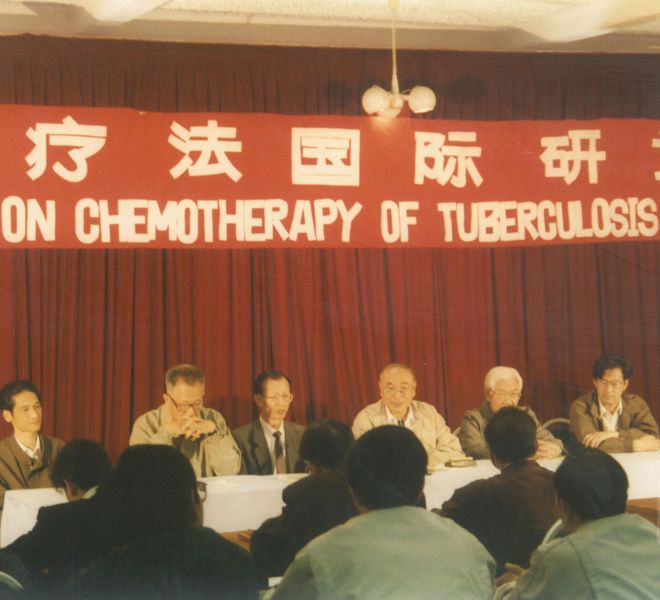 疗法国际研
ON CHEMOTHERAPY OF TUBERCULOSIS